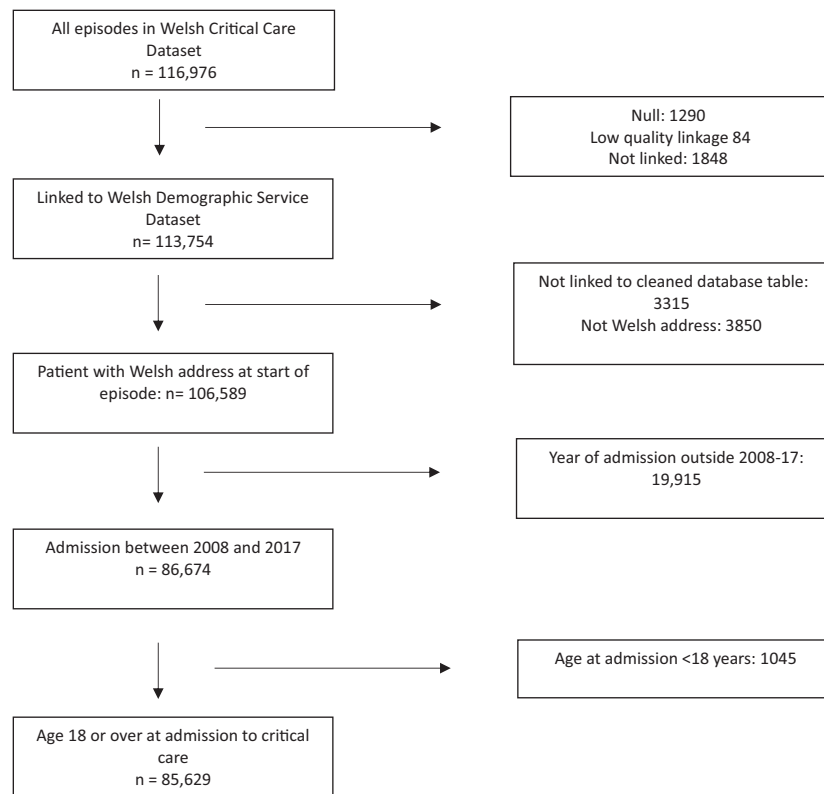 All episodes in Welsh Critical Care
Dataset
n = 116,976
Null: 1290
Low quality linkage 84
Not linked: 1848
Linked to Welsh Demographic Service
Dataset
n= 113,754
Not linked to cleaned database table:
3315
Not Welsh address: 3850
Patient with Welsh address at start of
episode: n= 106,589
Year of admission outside 2008-17:
19,915
Admission between 2008 and 2017
n = 86,674
Age at admission <18 years: 1045
Age 18 or over at admission to critical
care
n = 85,629